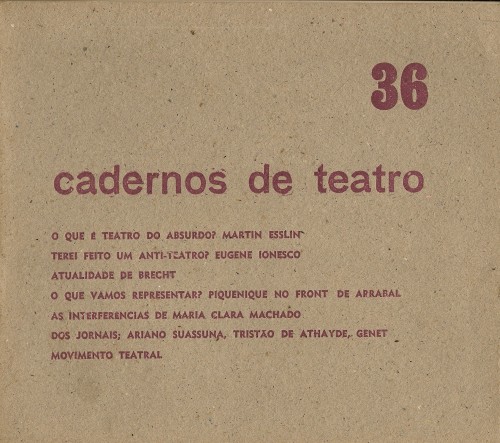 36
cadernos de teatro
O QUE É TEATRO DO ABSURDO? MARTIN ESSLIN
TEREI FEITO UM ANTI-TEATRO? EUGENE IONESCO
ATUALIDADE DE BRECHT
O QUE VAMOS REPRESENTAR? PIQUENIQUE NO FRONT DE ARRABAL
AS INTERFERENCIAS DE MARIA CLARA MACHADO
DOS JORNAIS; ARIANO SUASSUNA, TRISTÃO DE ATHAYDE, GENET
MOVIMENTO TEATRAL